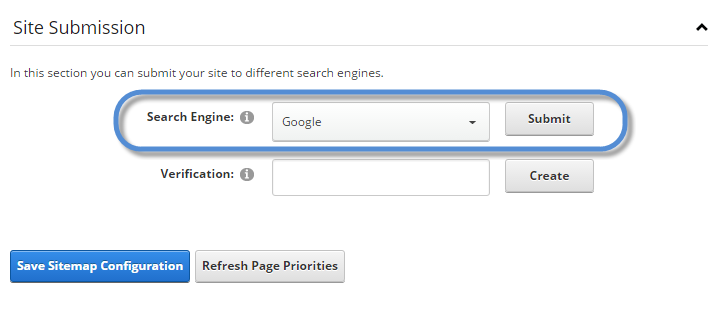 Site Submission
In this section you can submit your site to different search engines.
Search Engine: Google Submit
Verification: Create
Save Sitemap Configuration Refresh Page Priorities